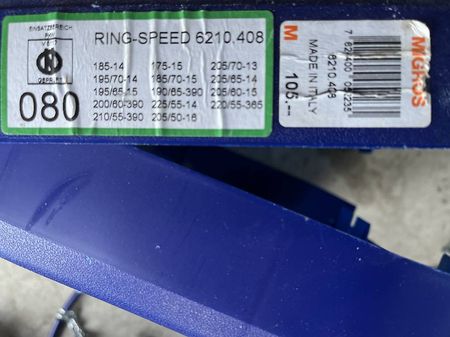 EINSATZBEREICH
PKW
080
RING-SPEED 6210.408
185-14 175-15 205/70-13
195/70-14 185/70-15 205/65-14
195/65-15 190/65-390 205/60-15
200/60-390 225/55-14 220/55-365
210/55-390 205/50-16
M
105.--
MADE IN ITALY
6210.408
MIGROS